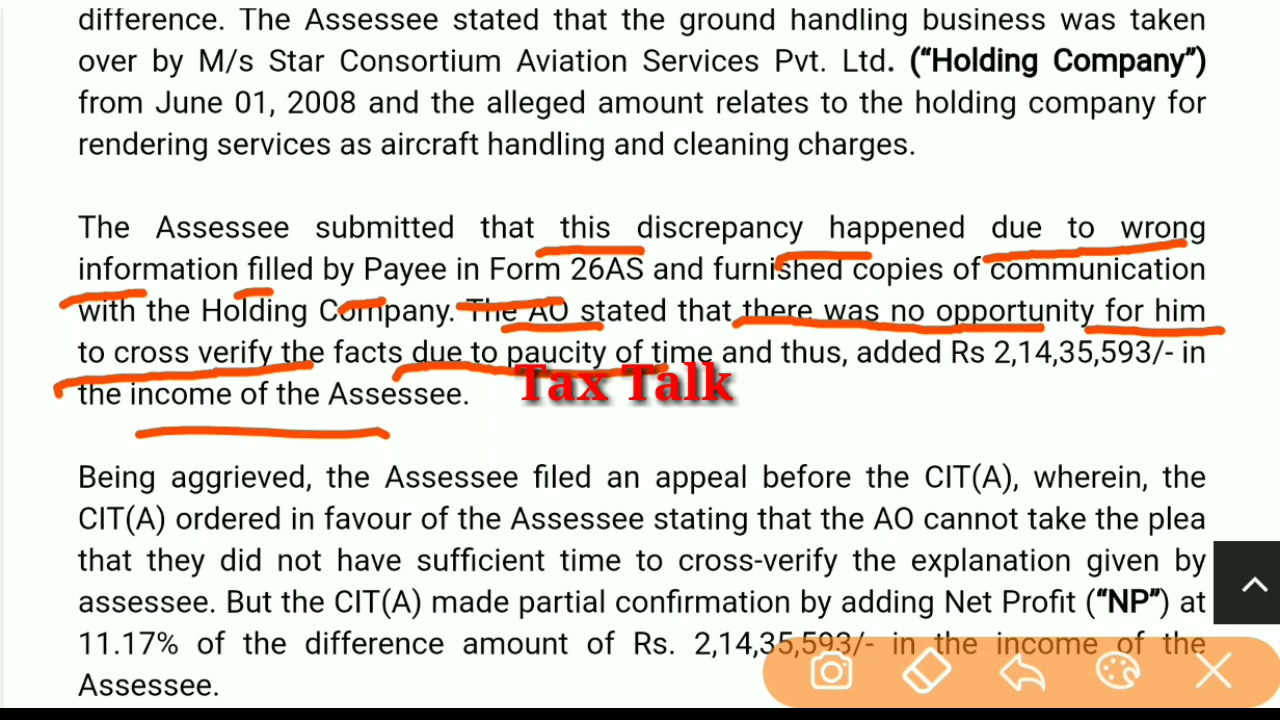 difference. The Assessee stated that the ground handling business was taken
over by M/s Star Consortium Aviation Services Pvt. Ltd. (“Holding Company”)
from June 01, 2008 and the alleged amount relates to the holding company for
rendering services as aircraft handling and cleaning charges.
The Assessee submitted that this discrepancy happened due to wrong
information filled by Payee in Form 26AS and furnished copies of communication
with the Holding Company. The AO stated that there was no opportunity for him
to cross verify the facts due to paucity of time and thus, added Rs 2,14,35,593/- in
the income of the Assessee.
Tax Talk
Being aggrieved, the Assessee filed an appeal before the CIT(A), wherein, the
CIT(A) ordered in favour of the Assessee stating that the AO cannot take the plea
that they did not have sufficient time to cross-verify the explanation given by
assessee. But the CIT(A) made partial confirmation by adding Net Profit (“NP”) at
11.17% of the difference amount of Rs. 2,14,35,593/- in the income of the
Assessee.